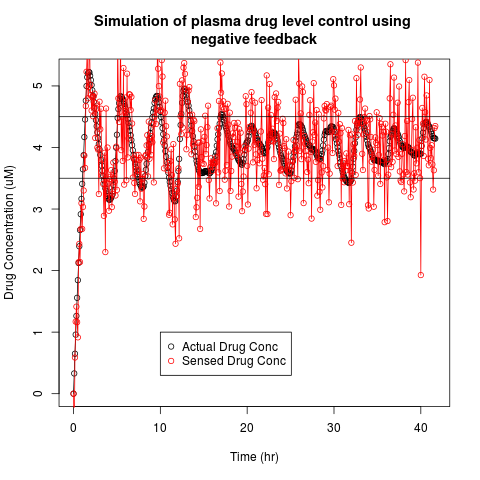 Simulation of plasma drug level control using
negative feedback
Drug Concentration (uM)
5
4
3
2
1
0
Actual Drug Conc
Sensed Drug Conc
0 10 20 30 40
Time (hr)